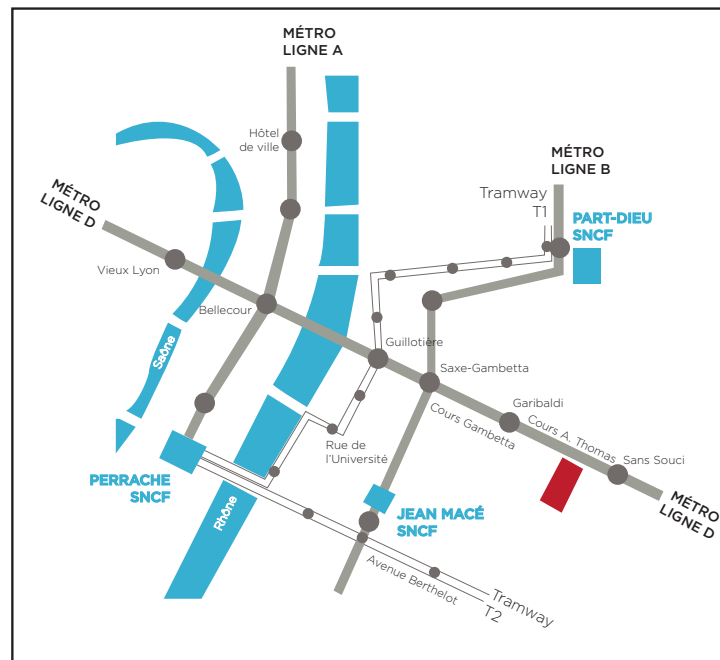 MÉTRO
LIGNE A
Hôtel
de ville
MÉTRO
LIGNE B
Tramway
T1
PART-DIEU
SNCF
MÉTRO
LIGNE D
Vieux Lyon
Bellecour
Saône
Guillotière
Saxe-Gambetta
Garibaldi
Cours Gambetta
Cours A. Thomas
Sans Souci
Rue de
l'Université
PERRACHE
SNCF
Rhône
JEAN MACÉ
SNCF
MÉTRO
LIGNE D
Avenue Berthelot
Tramway
T2